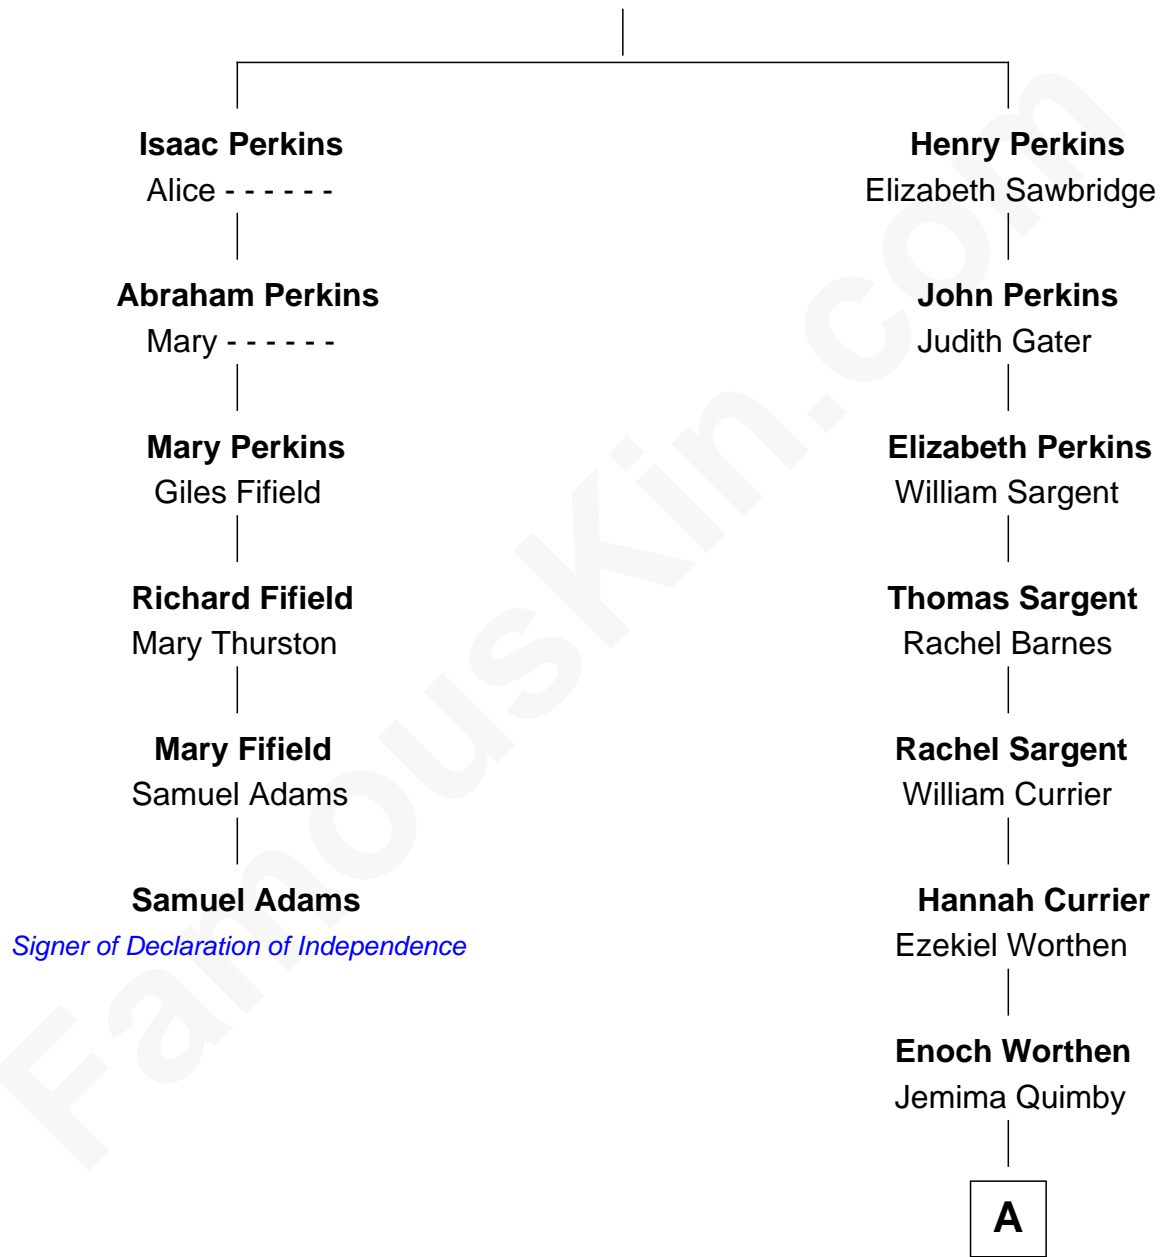 Isaac Perkins
Alice - - - - - -
Abraham Perkins
Mary - - - - - -
Mary Perkins
Giles Fifield
Richard Fifield
Mary Thurston
Mary Fifield
Samuel Adams
Samuel Adams
Signer of Declaration of Independence
Henry Perkins
Elizabeth Sawbridge
John Perkins
Judith Gater
Elizabeth Perkins
William Sargent
Thomas Sargent
Rachel Barnes
Rachel Sargent
William Currier
Hannah Currier
Ezekiel Worthen
Enoch Worthen
Jemima Quimby
A
FamousKin.com